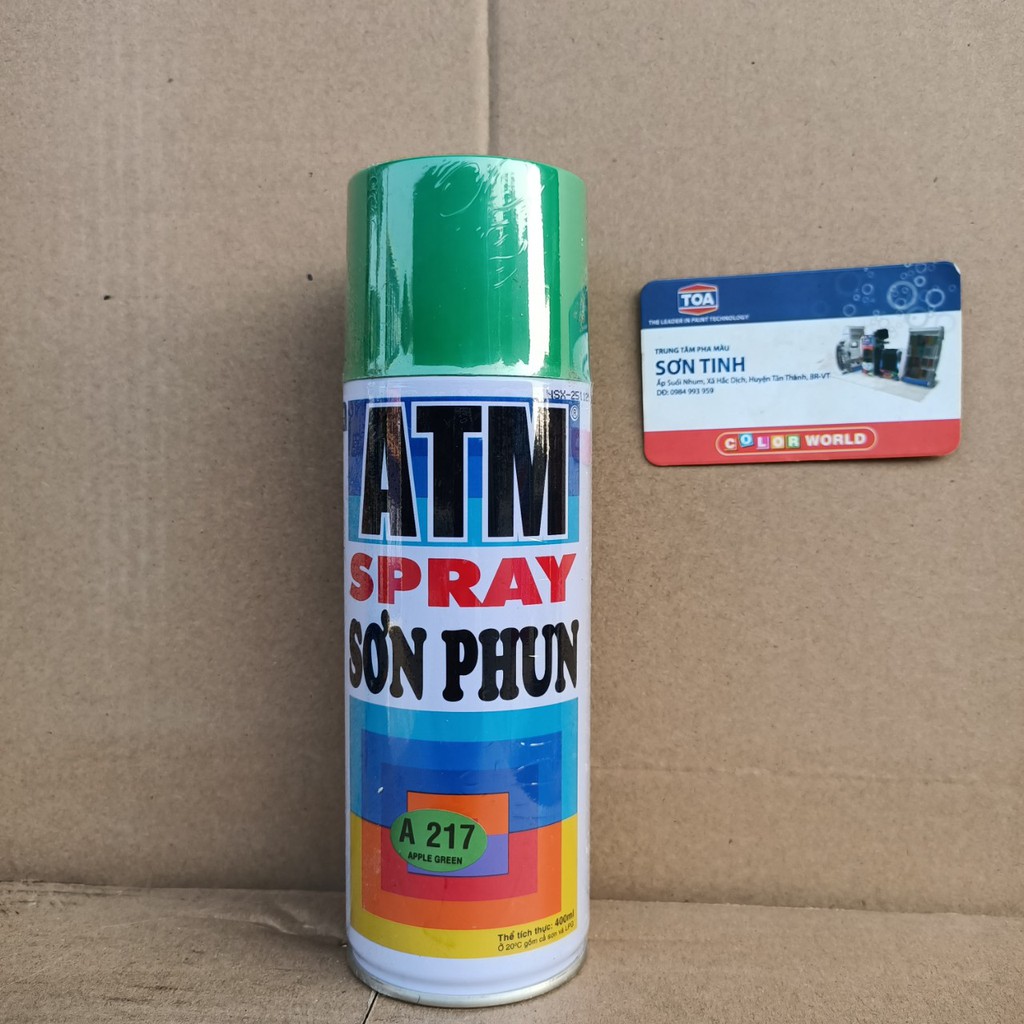 ATM
®
SPRAY
SƠN PHUN
A 217
APPLE GREEN
Thể tích thực: 400ml
Ở 20°C gồm cả sơn và LPG
TOA
THE LEADER IN PAINT TECHNOLOGY
TRUNG TÂM PHA MÀU
SƠN TINH
Ấp Suối Nhum, Xã Hắc Dịch, Huyện Tân Thành, BR-VT
DĐ: 0984 993 959
COLOR WORLD